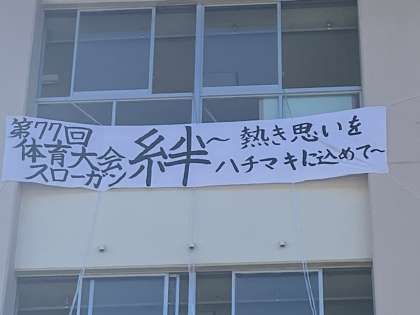 第77回
体育大会
スローガン
絆
～熱き思いを
ハチマキに込めて～